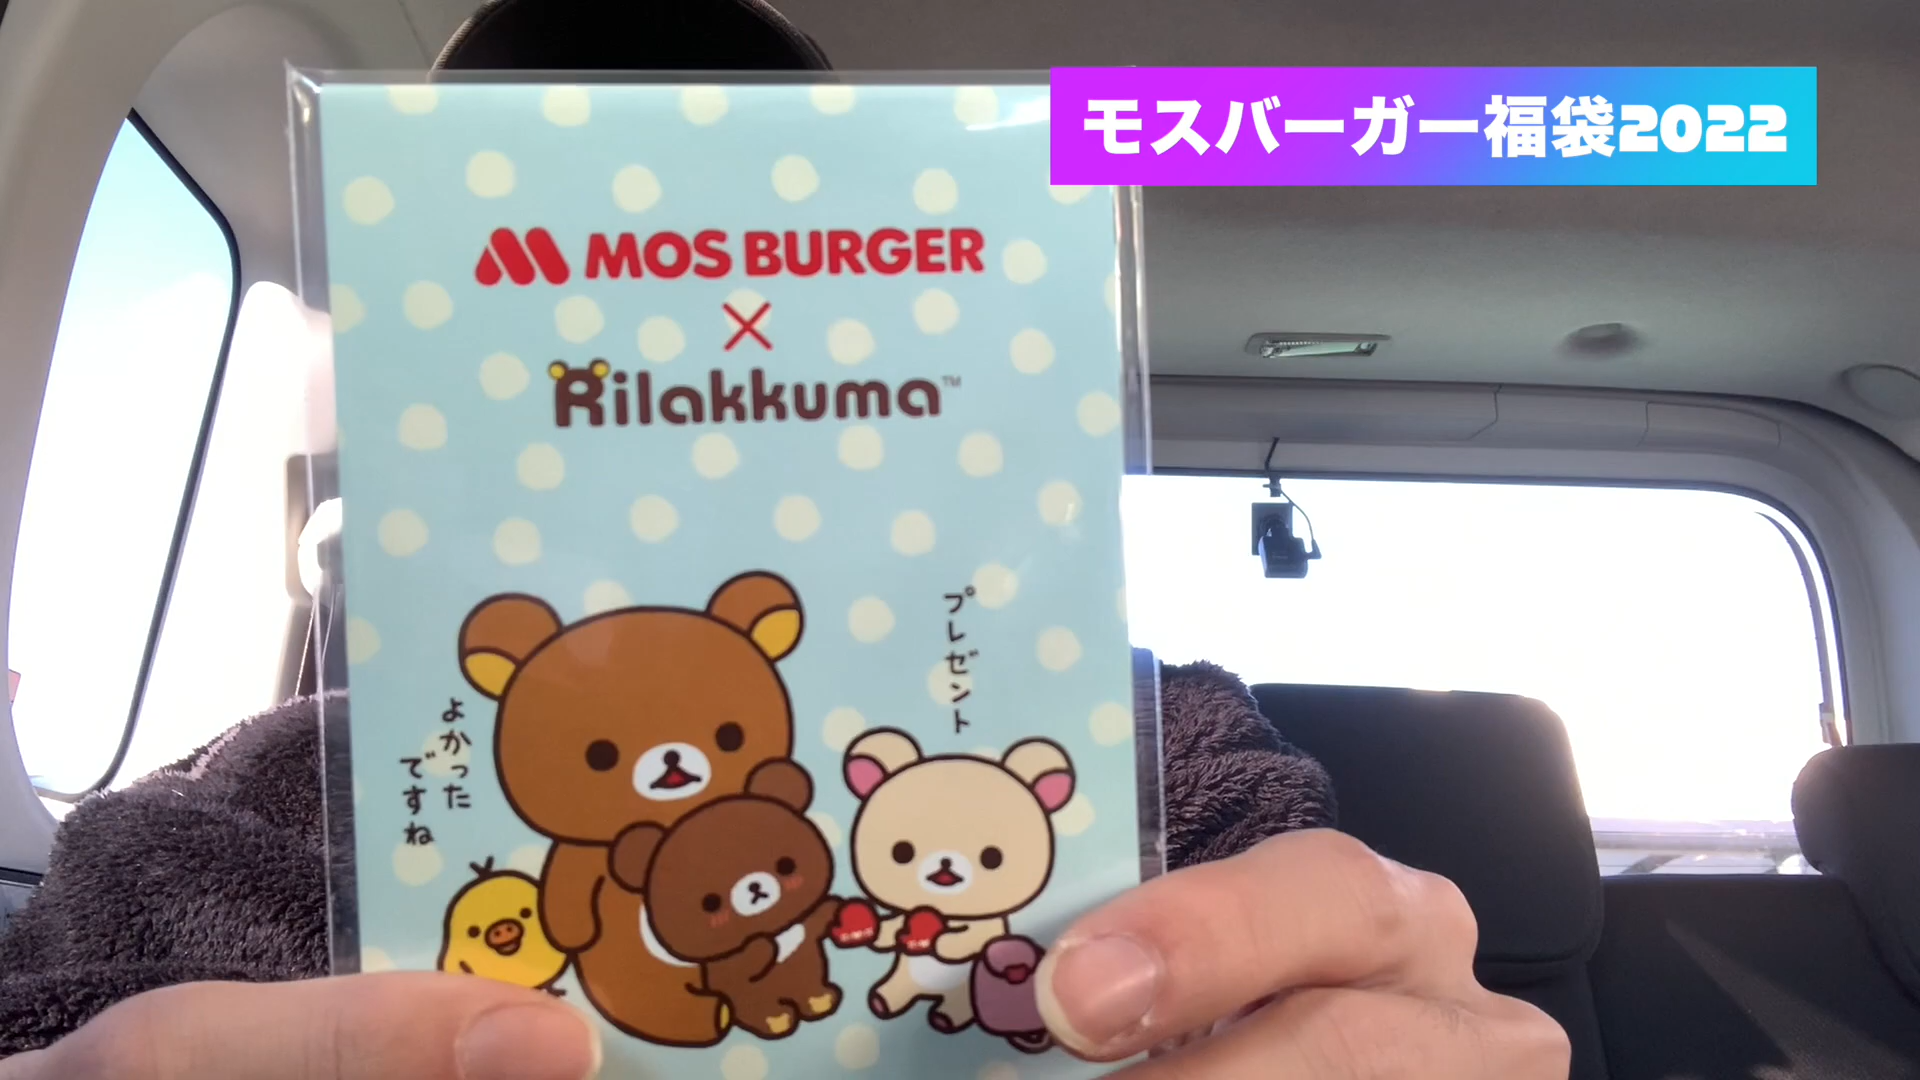 モスバーガー福袋2022
MOS BURGER
×
Rilakkuma™
プレゼント
よかった
ですね